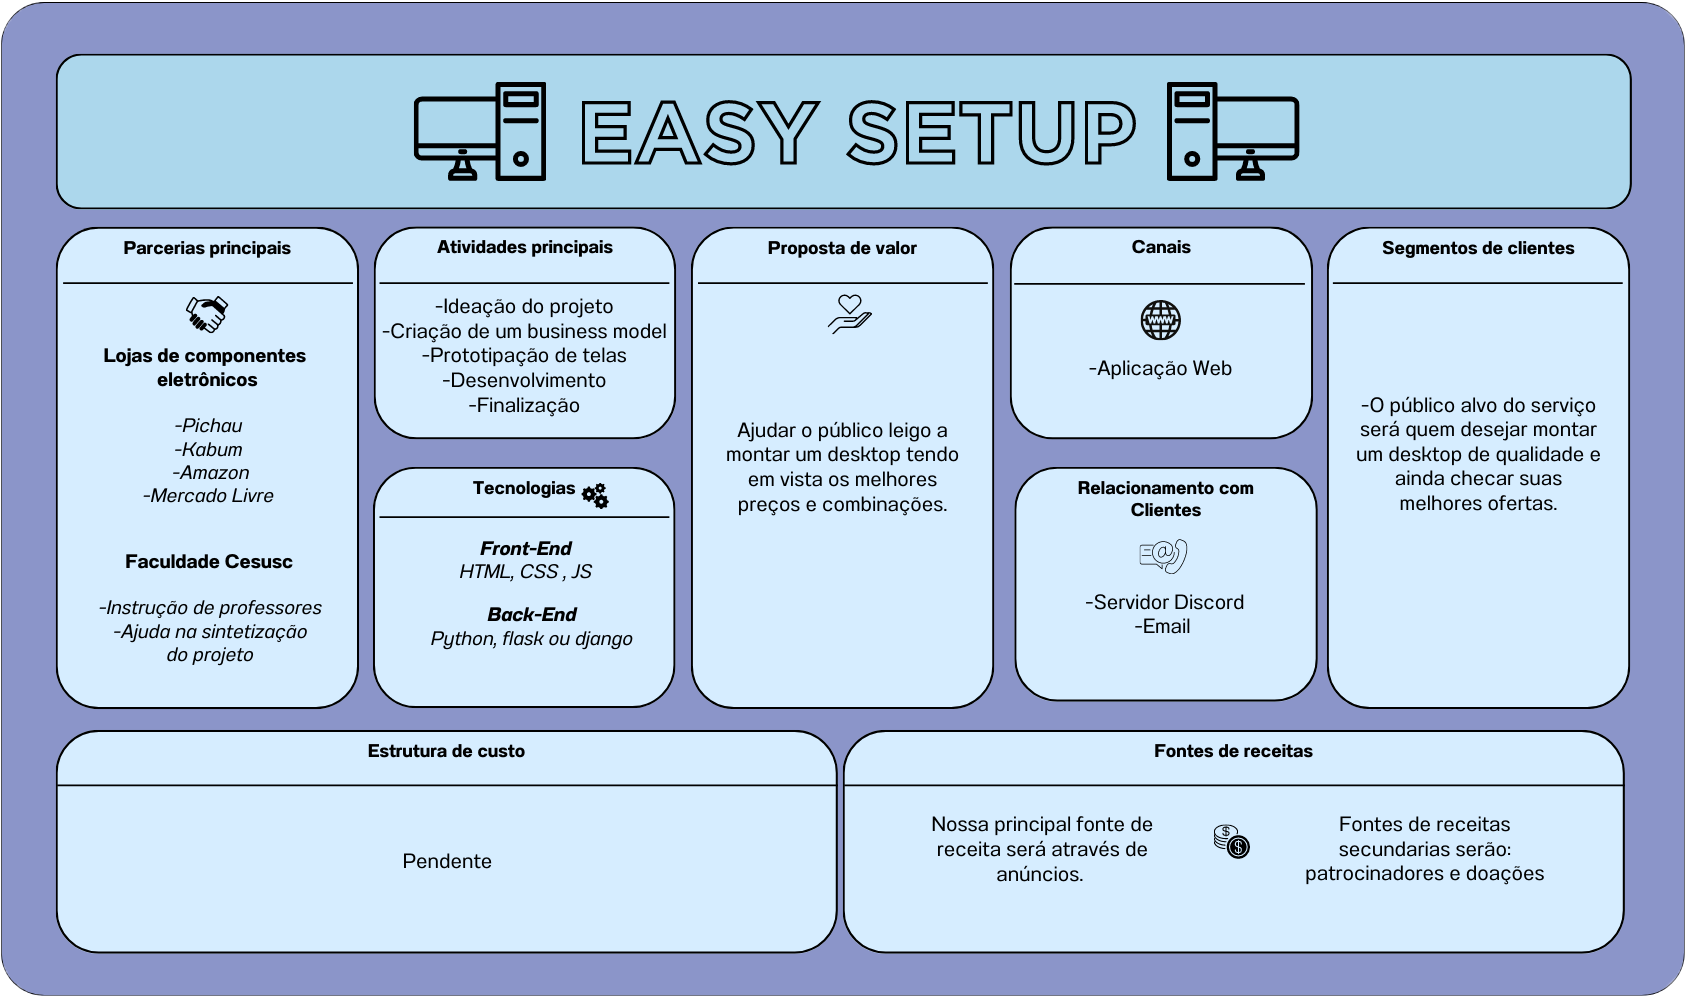 EASY SETUP
Parcerias principais
Lojas de componentes
eletrônicos
-Pichau
-Kabum
-Amazon
-Mercado Livre
Faculdade Cesusc
-Instrução de professores
-Ajuda na sintetização
do projeto
Atividades principais
-Ideação do projeto
-Criação de um business model
-Prototipação de telas
-Desenvolvimento
-Finalização
Tecnologias
Front-End
HTML, CSS , JS
Back-End
Python, flask ou django
Proposta de valor
Ajudar o público leigo a
montar um desktop tendo
em vista os melhores
preços e combinações.
Canais
WWW
-Aplicação Web
Relacionamento com
Clientes
@
-Servidor Discord
-Email
Segmentos de clientes
-O público alvo do serviço
será quem desejar montar
um desktop de qualidade e
ainda checar suas
melhores ofertas.
Estrutura de custo
Pendente
Fontes de receitas
Nossa principal fonte de
receita será através de
anúncios.
$
$
Fontes de receitas
secundarias serão:
patrocinadores e doações